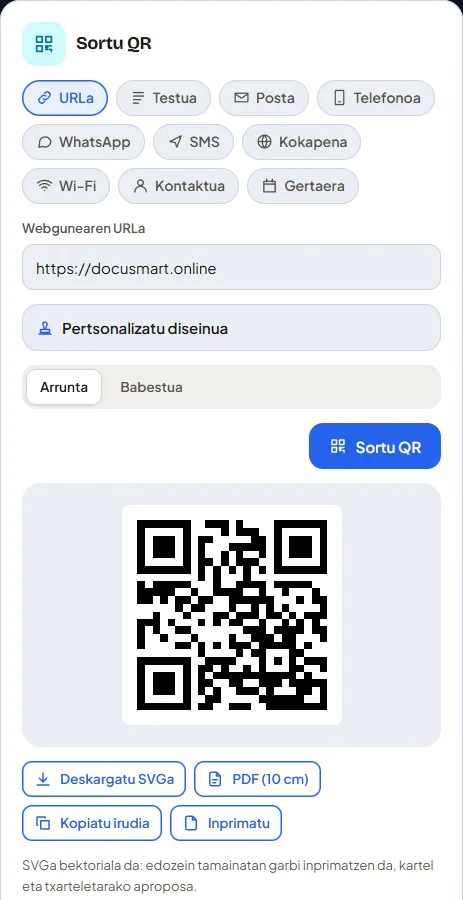 Sortu QR
URLa Testua Posta Telefonoa
WhatsApp SMS Kokapena
Wi-Fi Kontaktua Gertaera
Webgunearen URLa
https://docusmart.online
Pertsonalizatu diseinua
Arrunta Babestua
Sortu QR
Deskargatu SVGa PDF (10 cm)
Kopiatu irudia Inprimatu
SVGa bektoriala da: edozein tamainatan garbi inprimatzen da, kartel
eta txarteletarako aproposa.